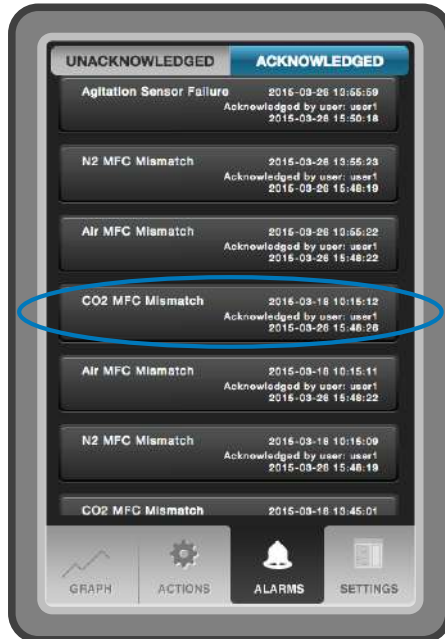 UNACKNOWLEDGED ACKNOWLEDGED
Agitation Sensor Failure 2015-03-26 13:55:59
Acknowledged by user: user1
2015-03-26 15:50:18
N2 MFC Mismatch 2015-03-26 13:55:23
Acknowledged by user: user1
2015-03-26 15:48:19
Air MFC Mismatch 2015-03-26 13:55:22
Acknowledged by user: user1
2015-03-26 15:48:22
CO2 MFC Mismatch 2015-03-18 10:15:12
Acknowledged by user: user1
2015-03-26 15:48:26
Air MFC Mismatch 2015-03-18 10:15:11
Acknowledged by user: user1
2015-03-26 15:48:22
N2 MFC Mismatch 2015-03-18 10:15:09
Acknowledged by user: user1
2015-03-26 15:48:19
CO2 MFC Mismatch 2015-03-18 13:45:01
GRAPH ACTIONS ALARMS SETTINGS